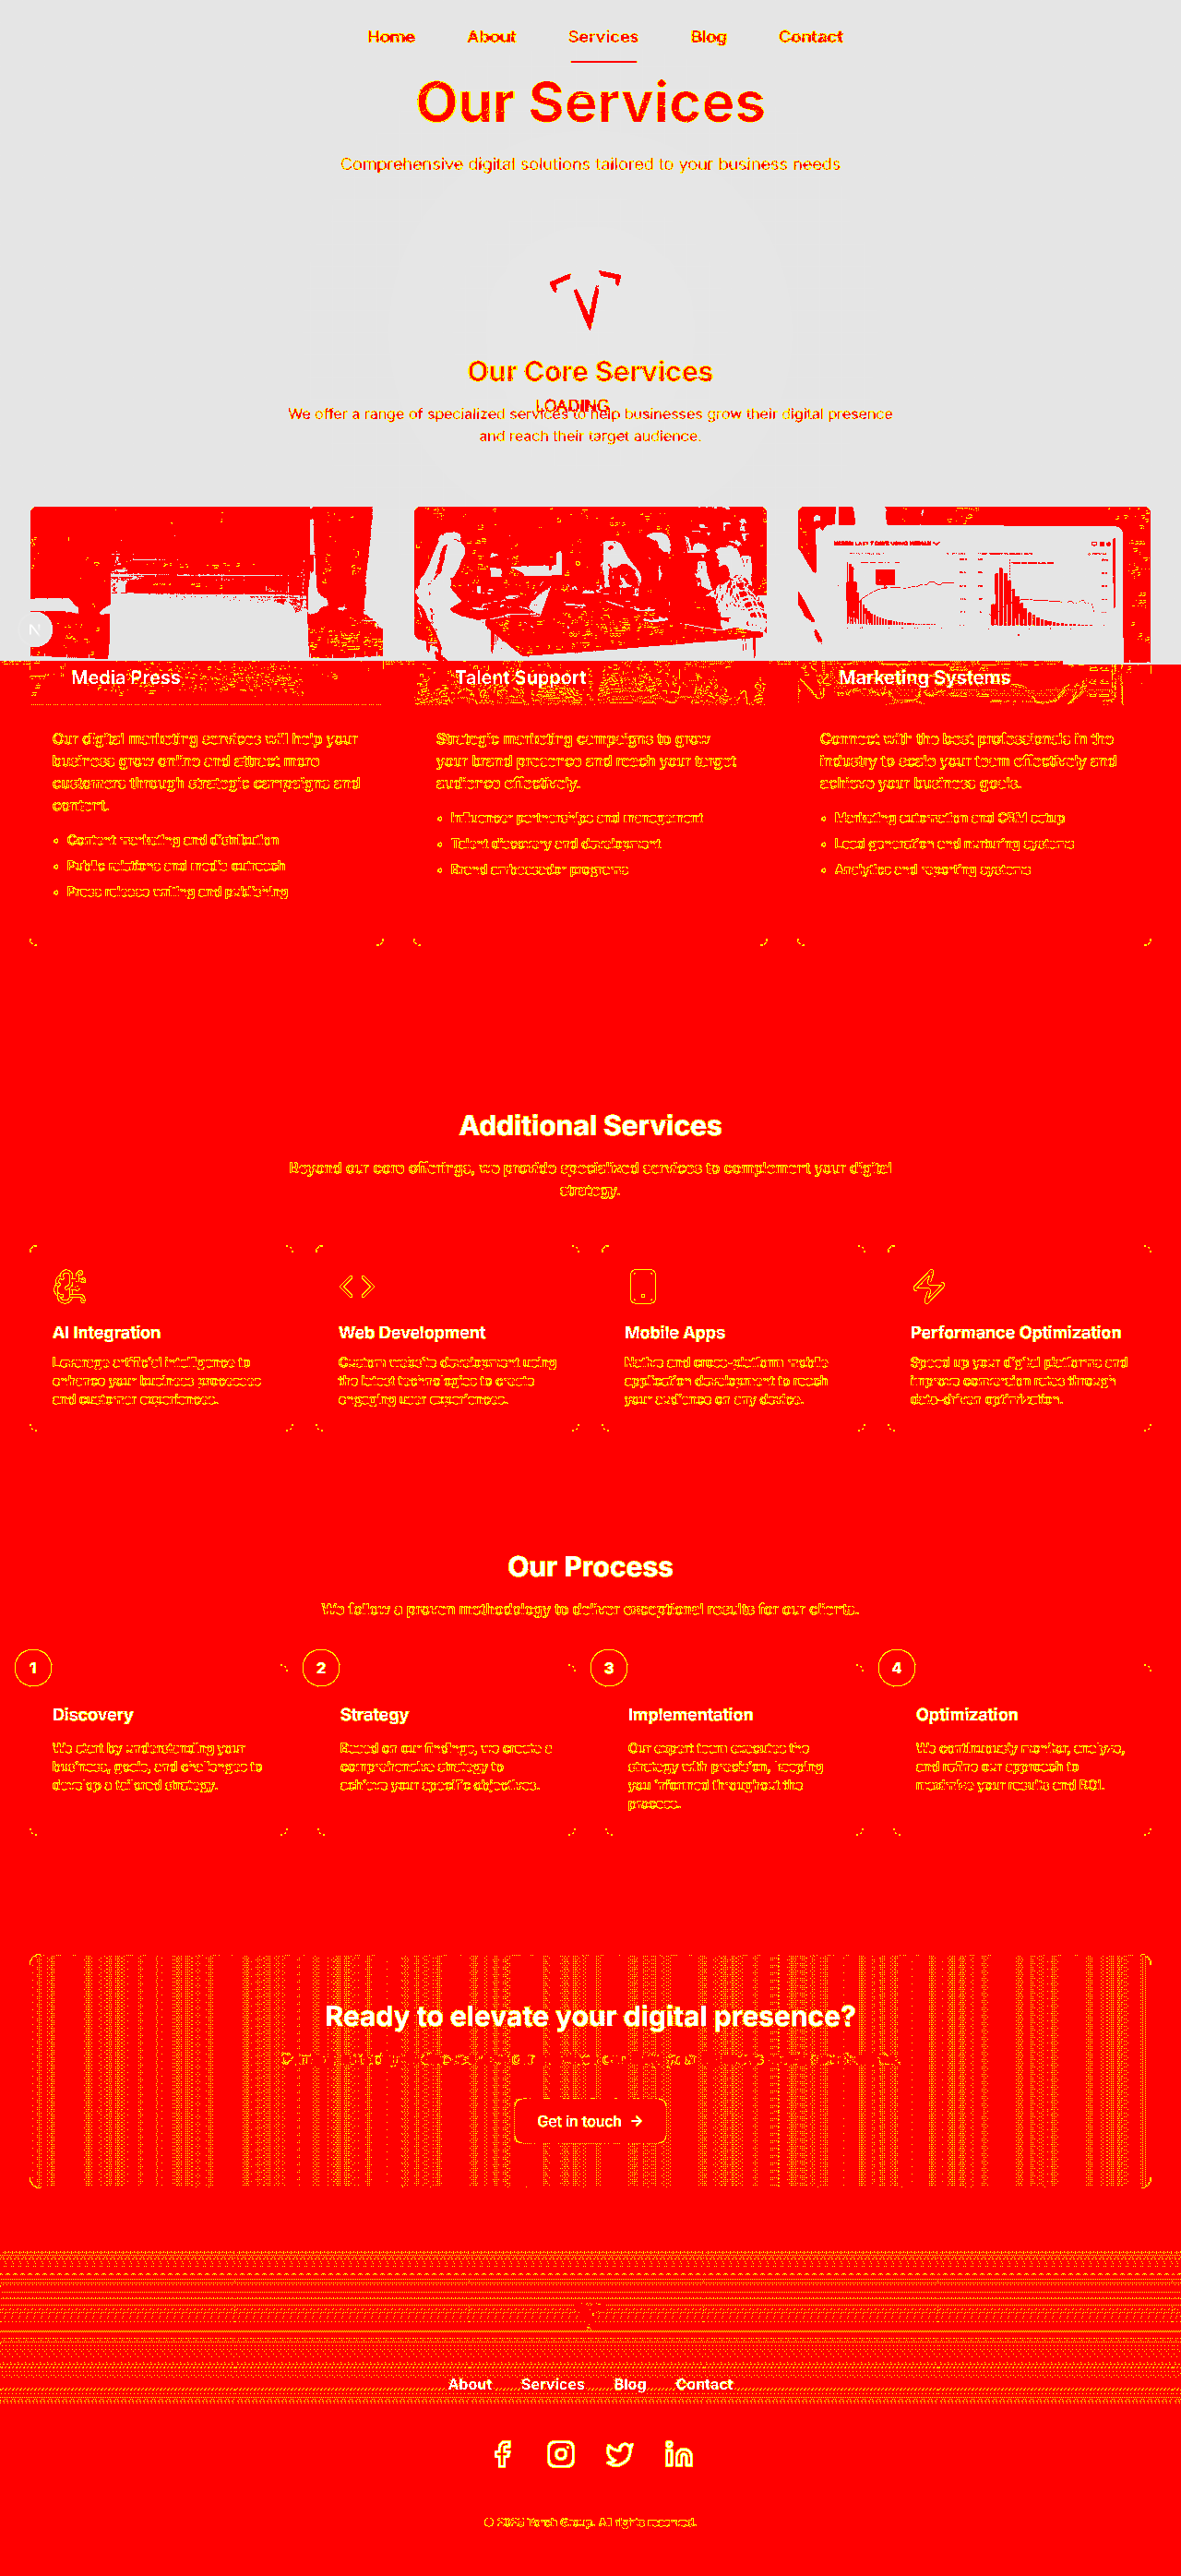 Home About Services Blog Contact
Our Services
Comprehensive digital solutions tailored to your business needs
Our Core Services
LOADING
We offer a range of specialized services to help businesses grow their digital presence
and reach their target audience.
N
Media Press
Talent Support
Marketing Systems
Our digital marketing services will help your
business grow online and attract more
customers through strategic campaigns and
content.
Content marketing and distribution
Public relations and media outreach
Press release writing and publishing
Strategic marketing campaigns to grow
your brand presence and reach your target
audience effectively.
Influencer partnerships and management
Talent discovery and development
Brand ambassador programs
Connect with the best professionals in the
industry to scale your team effectively and
achieve your business goals.
Marketing automation and CRM setup
Lead generation and nurturing systems
Analytics and reporting systems
Additional Services
Beyond our core offerings, we provide specialized services to complement your digital
strategy.
AI Integration
Leverage artificial intelligence to
enhance your business processes
and customer experiences.
Web Development
Custom website development using
the latest technologies to create
engaging user experiences.
Mobile Apps
Native and cross-platform mobile
application development to reach
your audience on any device.
Performance Optimization
Speed up your digital platforms and
improve conversion rates through
data-driven optimization.
Our Process
We follow a proven methodology to deliver exceptional results for our clients.
1
Discovery
We start by understanding your
business, goals, and challenges to
develop a tailored strategy.
2
Strategy
Based on our findings, we create a
comprehensive strategy to
achieve your specific objectives.
3
Implementation
Our expert team executes the
strategy with precision, keeping
you informed throughout the
process.
4
Optimization
We continuously monitor, analyze,
and refine our approach to
maximize your results and ROI.
Ready to elevate your digital presence?
Get in touch →
About Services Blog Contact
Group. All rights reserved.